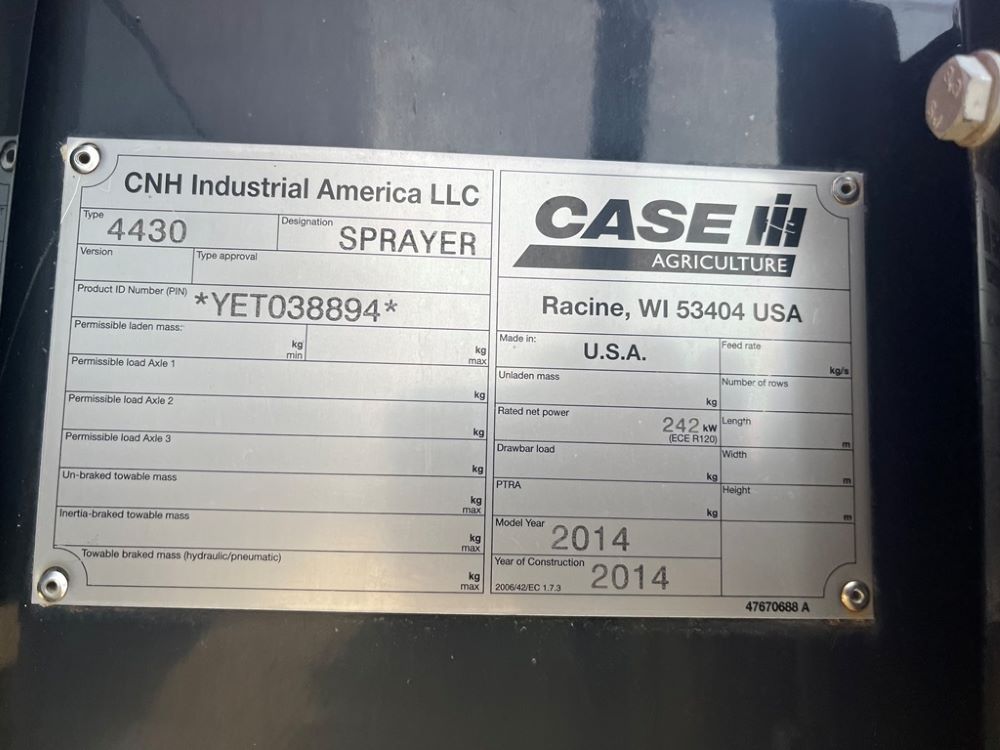 CNH Industrial America LLC
Type
4430
Designation
SPRAYER
Version
Type approval
Product ID Number (PIN)
*YET038894*
Permissible laden mass:
kg
min
kg
max
Permissible load Axle 1
kg
Permissible load Axle 2
kg
Permissible load Axle 3
kg
Un-braked towable mass
kg
max
Inertia-braked towable mass
kg
max
Towable braked mass (hydraulic/pneumatic)
kg
max
CASE IH
AGRICULTURE
Racine, WI 53404 USA
Made in:
U.S.A.
Feed rate
kg/s
Unladen mass
kg
Number of rows
Rated net power
242 kW
(ECE R120)
Length
m
Drawbar load
kg
Width
m
PTRA
kg
Height
m
Model Year
2014
Year of Construction
2014
2006/42/EC 1.7.3
47670688 A